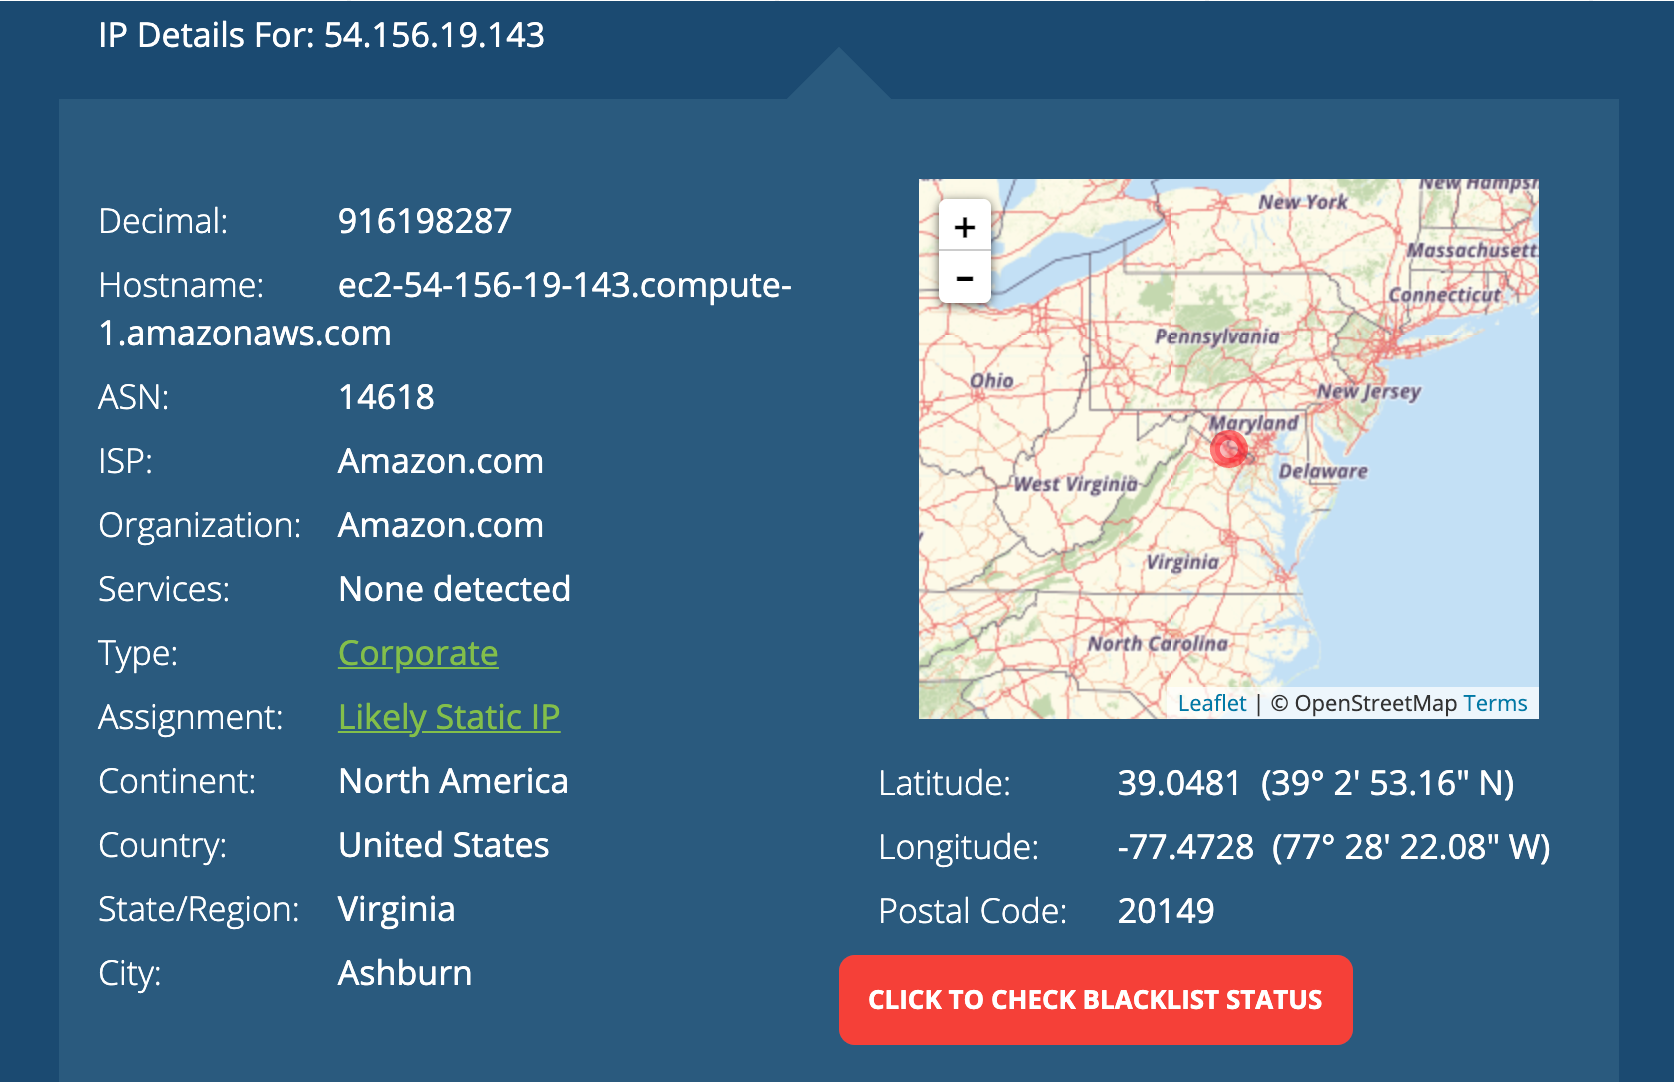 IP Details For: 54.156.19.143
Decimal: 916198287
Hostname: ec2-54-156-19-143.compute-
1.amazonaws.com
ASN: 14618
ISP: Amazon.com
Organization: Amazon.com
Services: None detected
Type: Corporate
Assignment: Likely Static IP
Continent: North America
Country: United States
State/Region: Virginia
City: Ashburn
+
-
New Hampsh
New York
Massachusett
Connecticut
Pennsylvania
Ohio
New Jersey
Maryland
Delaware
West Virginia
Virginia
North Carolina
Leaflet | © OpenStreetMap Terms
Latitude: 39.0481 (39° 2' 53.16" N)
Longitude: -77.4728 (77° 28' 22.08" W)
Postal Code: 20149
CLICK TO CHECK BLACKLIST STATUS